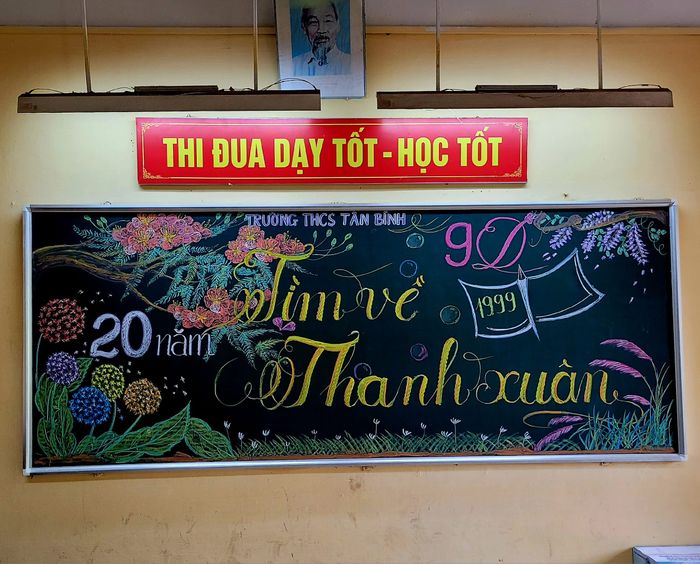 THI ĐUA DẠY TỐT - HỌC TỐT
TRƯỜNG THCS TÂN BÌNH
9D
Tìm về
1999
20 năm
Thanh xuân